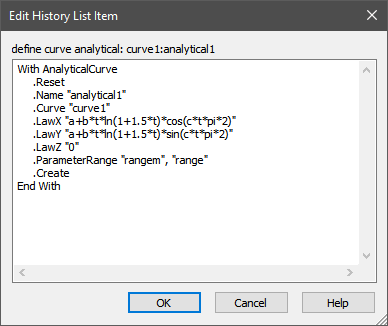 Edit History List Item
define curve analytical: curve1:analytical1
With AnalyticalCurve
.Reset
.Name "analytical1"
.Curve "curve1"
.LawX "a+b*t*ln(1+1.5*t)*cos(c*t*pi*2)"
.LawY "a+b*t*ln(1+1.5*t)*sin(c*t*pi*2)"
.LawZ "0"
.ParameterRange "rangem", "range"
.Create
End With
OK Cancel Help